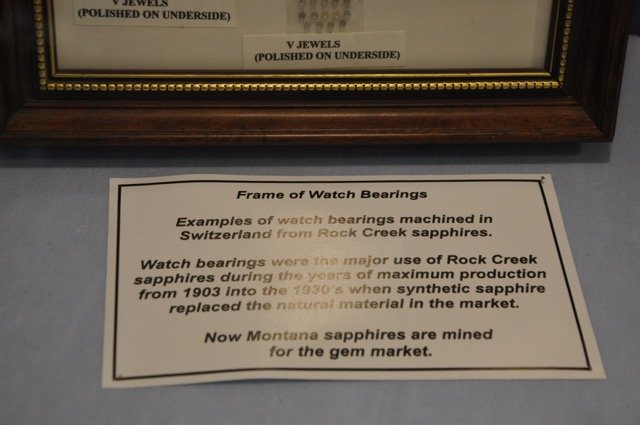 V JEWELS
(POLISHED ON UNDERSIDE)
V JEWELS
(POLISHED ON UNDERSIDE)
Frame of Watch Bearings
Examples of watch bearings machined in
Switzerland from Rock Creek sapphires.
Watch bearings were the major use of Rock Creek
sapphires during the years of maximum production
from 1903 into the 1930's when synthetic sapphire
replaced the natural material in the market.
Now Montana sapphires are mined
for the gem market.